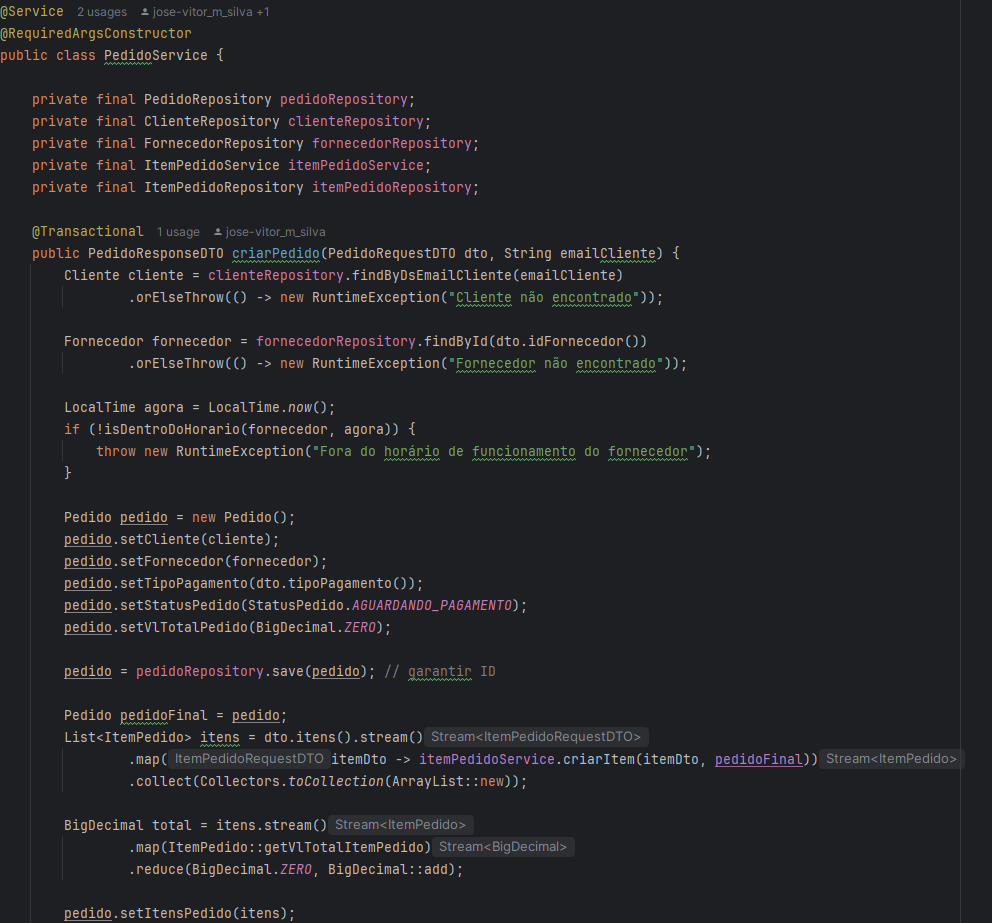 @Service 2 usages jose-vitor_m_silva +1
@RequiredArgsConstructor
public class PedidoService {
private final PedidoRepository pedidoRepository;
private final ClienteRepository clienteRepository;
private final FornecedorRepository fornecedorRepository;
private final ItemPedidoService itemPedidoService;
private final ItemPedidoRepository itemPedidoRepository;
@Transactional 1 usage jose-vitor_m_silva
public PedidoResponseDTO criarPedido(PedidoRequestDTO dto, String emailCliente) {
Cliente cliente = clienteRepository.findByDsEmailCliente(emailCliente)
.orElseThrow(() -> new RuntimeException("Cliente não encontrado"));
Fornecedor fornecedor = fornecedorRepository.findById(dto.idFornecedor())
.orElseThrow(() -> new RuntimeException("Fornecedor não encontrado"));
LocalTime agora = LocalTime.now();
if (!isDentroDoHorario(fornecedor, agora)) {
throw new RuntimeException("Fora do horário de funcionamento do fornecedor");
}
Pedido pedido = new Pedido();
pedido.setCliente(cliente);
pedido.setFornecedor(fornecedor);
pedido.setTipoPagamento(dto.tipoPagamento());
pedido.setStatusPedido(StatusPedido.AGUARDANDO_PAGAMENTO);
pedido.setVlTotalPedido(BigDecimal.ZERO);
pedido = pedidoRepository.save(pedido); // garantir ID
Pedido pedidoFinal = pedido;
List<ItemPedido> itens = dto.itens().stream() Stream<ItemPedidoRequestDTO>
.map( ItemPedidoRequestDTO itemDto -> itemPedidoService.criarItem(itemDto, pedidoFinal)) Stream<ItemPedido>
.collect(Collectors.toCollection(ArrayList::new));
BigDecimal total = itens.stream() Stream<ItemPedido>
.map(ItemPedido::getVlTotalItemPedido) Stream<BigDecimal>
.reduce(BigDecimal.ZERO, BigDecimal::add);
pedido.setItensPedido(itens);